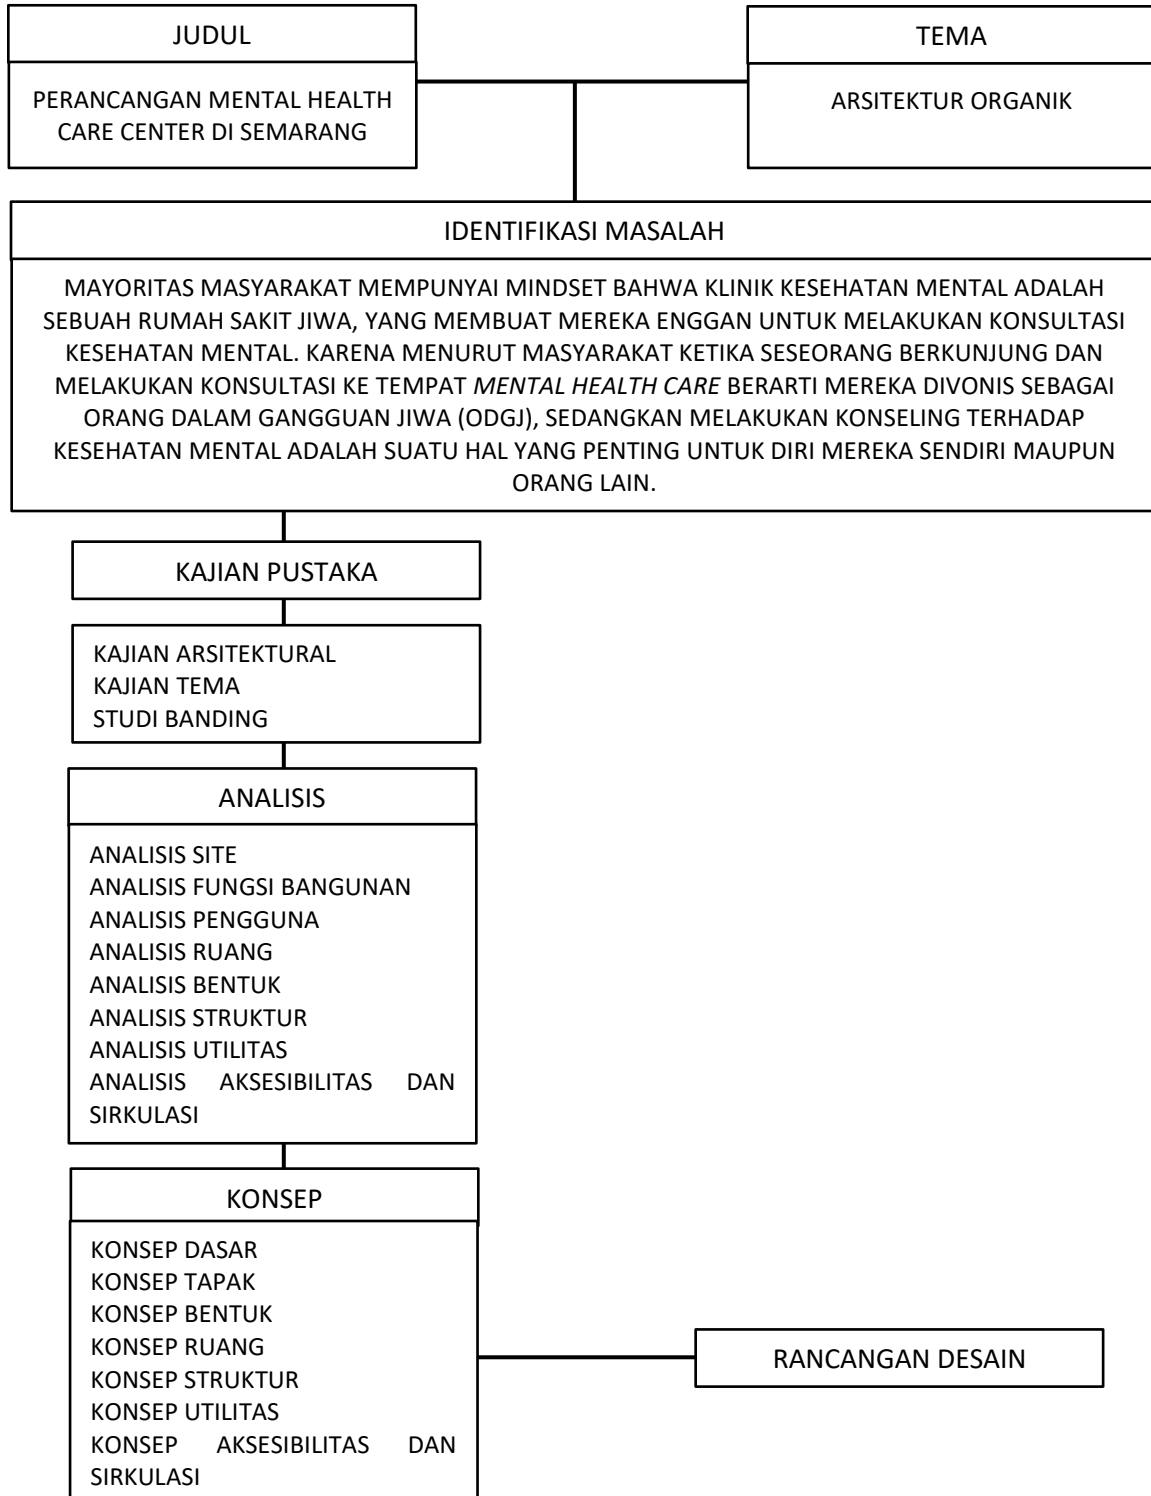 JUDUL
PERANCANGAN MENTAL HEALTH
CARE CENTER DI SEMARANG
TEMA
ARSITEKTUR ORGANIK
IDENTIFIKASI MASALAH
MAYORITAS MASYARAKAT MEMPUNYAI MINDSET BAHWA KLINIK KESEHATAN MENTAL ADALAH
SEBUAH RUMAH SAKIT JIWA, YANG MEMBUAT MEREKA ENGGAN UNTUK MELAKUKAN KONSULTASI
KESEHATAN MENTAL. KARENA MENURUT MASYARAKAT KETIKA SESEORANG BERKUNJUNG DAN
MELAKUKAN KONSULTASI KE TEMPAT MENTAL HEALTH CARE BERARTI MEREKA DIVONIS SEBAGAI
ORANG DALAM GANGGUAN JIWA (ODGJ), SEDANGKAN MELAKUKAN KONSELING TERHADAP
KESEHATAN MENTAL ADALAH SUATU HAL YANG PENTING UNTUK DIRI MEREKA SENDIRI MAUPUN
ORANG LAIN.
KAJIAN PUSTAKA
KAJIAN ARSITEKTURAL
KAJIAN TEMA
STUDI BANDING
ANALISIS
ANALISIS SITE
ANALISIS FUNGSI BANGUNAN
ANALISIS PENGGUNA
ANALISIS RUANG
ANALISIS BENTUK
ANALISIS STRUKTUR
ANALISIS UTILITAS
ANALISIS AKSESIBILITAS DAN
SIRKULASI
KONSEP
KONSEP DASAR
KONSEP TAPAK
KONSEP BENTUK
KONSEP RUANG
KONSEP STRUKTUR
KONSEP UTILITAS
KONSEP AKSESIBILITAS DAN
SIRKULASI
RANCANGAN DESAIN